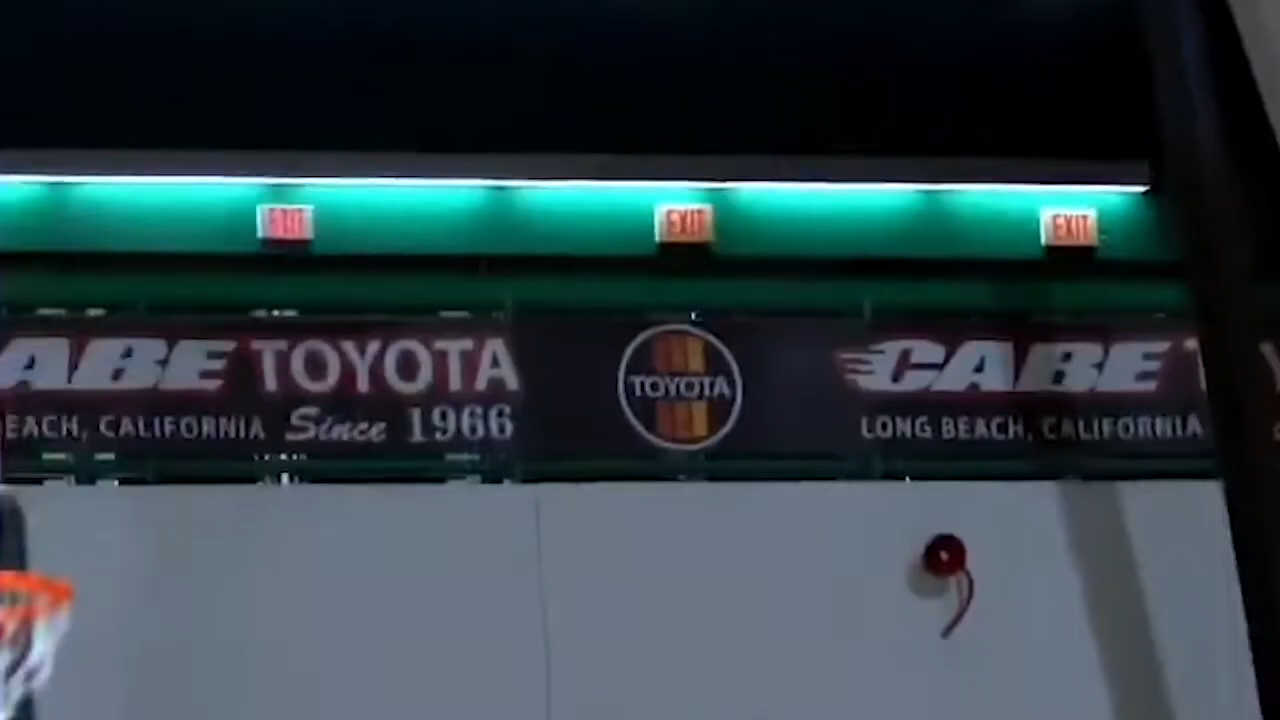 EXIT
EXIT
EXIT
ABE TOYOTA
EACH, CALIFORNIA Since 1966
TOYOTA
CABE
LONG BEACH, CALIFORNIA